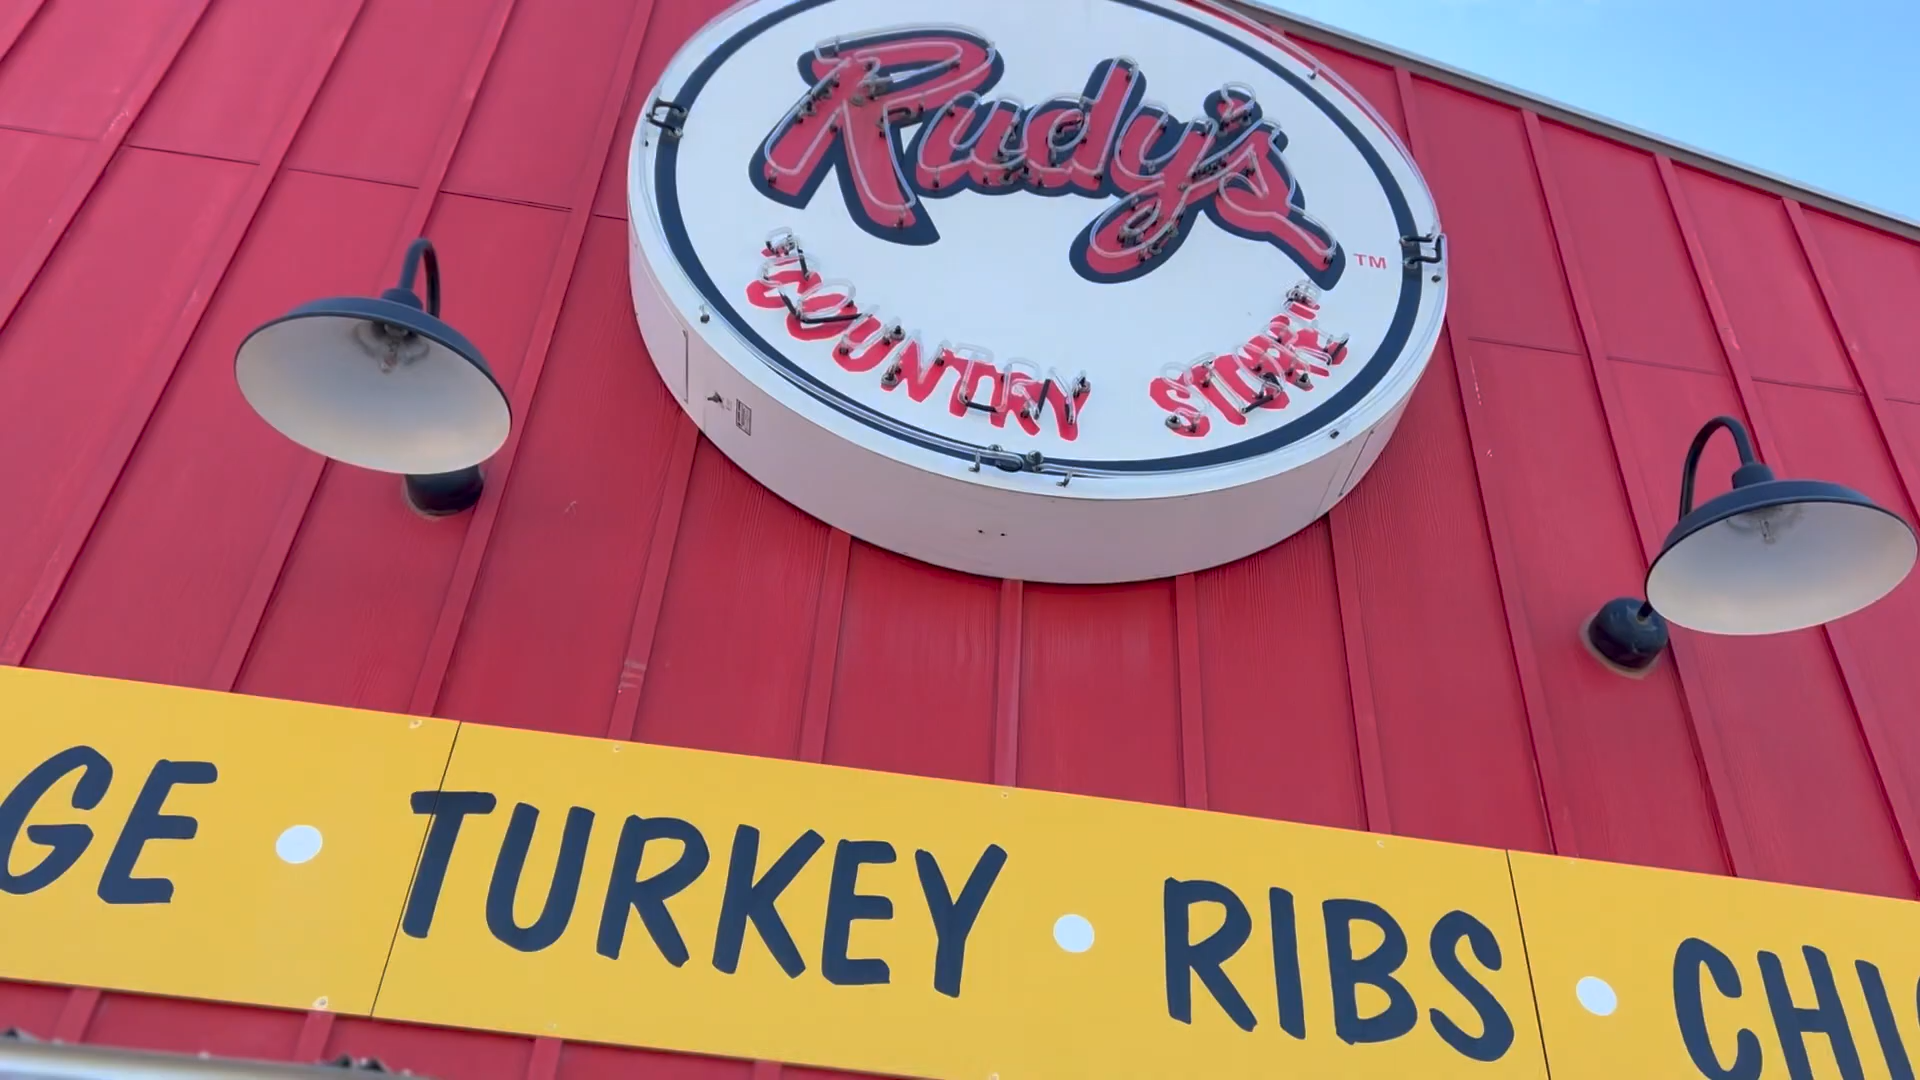 Rudy's
TM
"COUNTRY STORE"
GE • TURKEY • RIBS • CHI